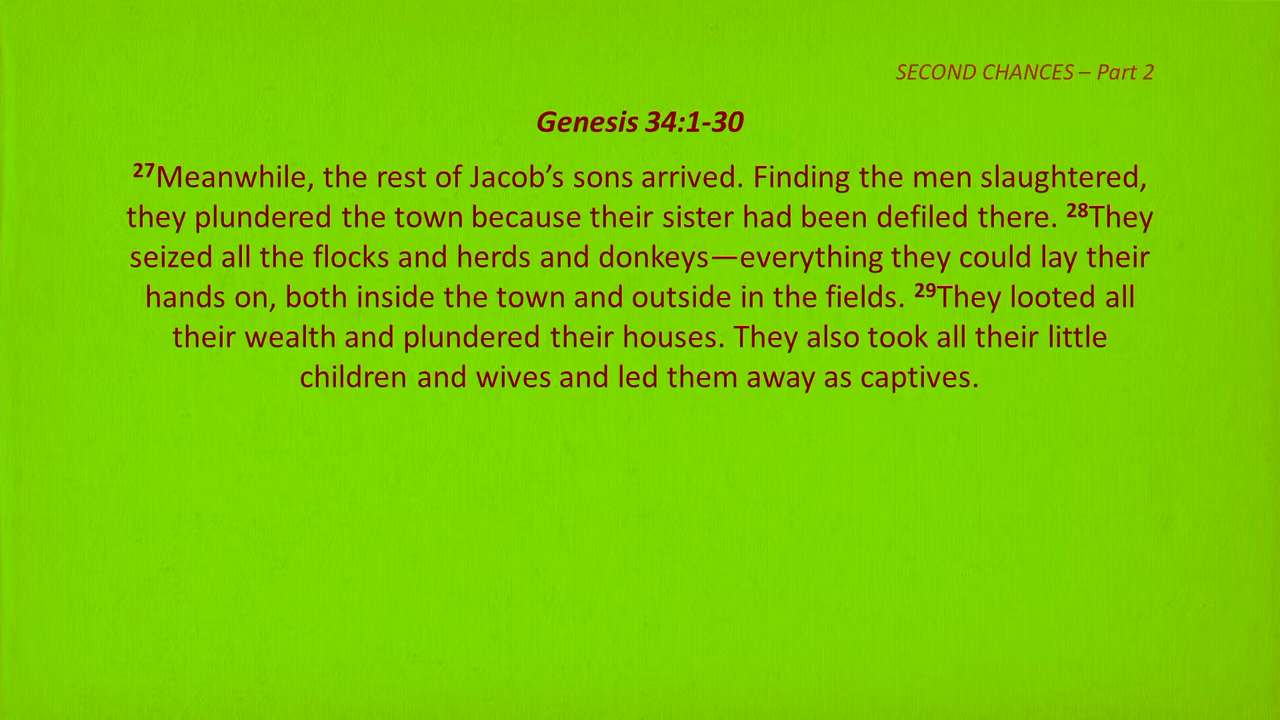 SECOND CHANCES – Part 2
Genesis 34:1-30
27Meanwhile, the rest of Jacob’s sons arrived. Finding the men slaughtered,
they plundered the town because their sister had been defiled there. 28They
seized all the flocks and herds and donkeys—everything they could lay their
hands on, both inside the town and outside in the fields. 29They looted all
their wealth and plundered their houses. They also took all their little
children and wives and led them away as captives.